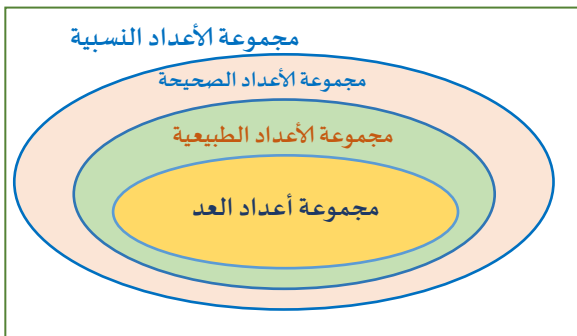 مجموعة الأعداد النسبية
مجموعة الأعداد الصحيحة
مجموعة الأعداد الطبيعية
مجموعة أعداد العد